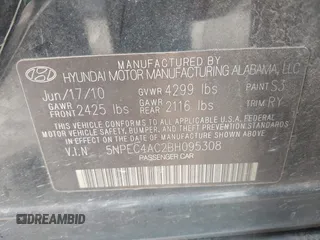 MANUFACTURED BY
HYUNDAI MOTOR MANUFACTURING ALABAMA, LLC
Jun/17/10 GVWR 4299 lbs PAINT S3
GAWR FRONT 2425 lbs GAWR REAR 2116 lbs TRIM RY
THIS VEHICLE CONFORMS TO ALL APPLICABLE U.S. FEDERAL MOTOR VEHICLE
SAFETY, BUMPER, AND THEFT PREVENTION STANDARDS
IN EFFECT ON THE DATE OF MANUFACTURE SHOWN ABOVE.
V.I.N 5NPEC4AC2BH095308
PASSENGER CAR
DREAMBID